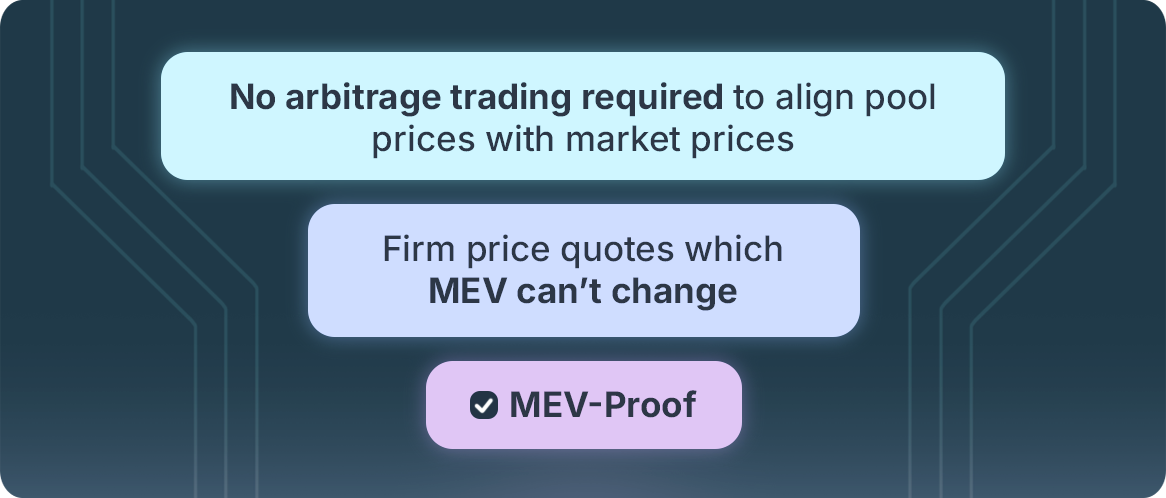 No arbitrage trading required to align pool
prices with market prices
Firm price quotes which
MEV can’t change
MEV-Proof